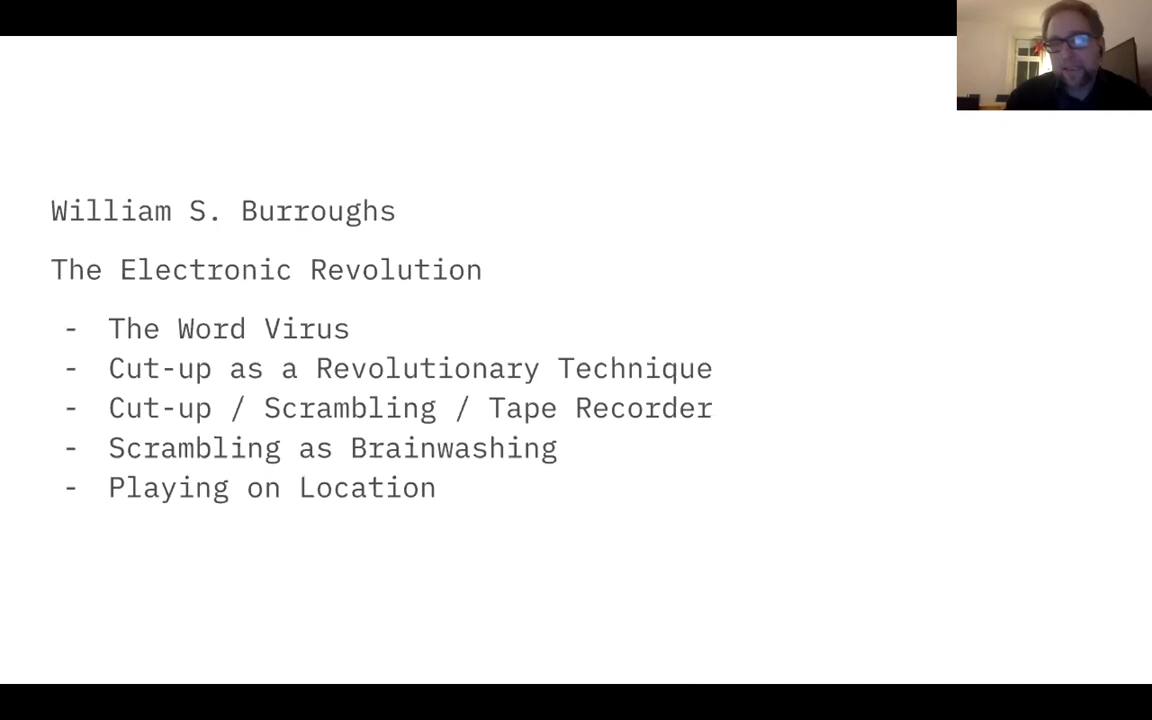 William S. Burroughs
The Electronic Revolution
- The Word Virus
- Cut-up as a Revolutionary Technique
- Cut-up / Scrambling / Tape Recorder
- Scrambling as Brainwashing
- Playing on Location